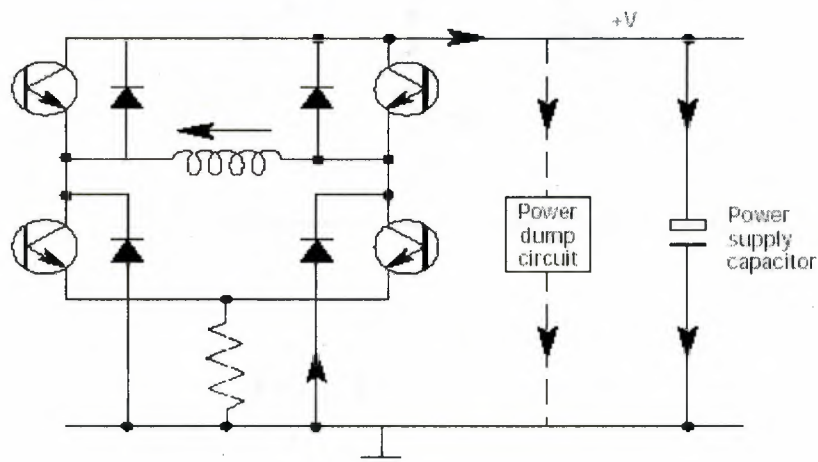 +V
Power
dump
circuit
Power
supply
capacitor